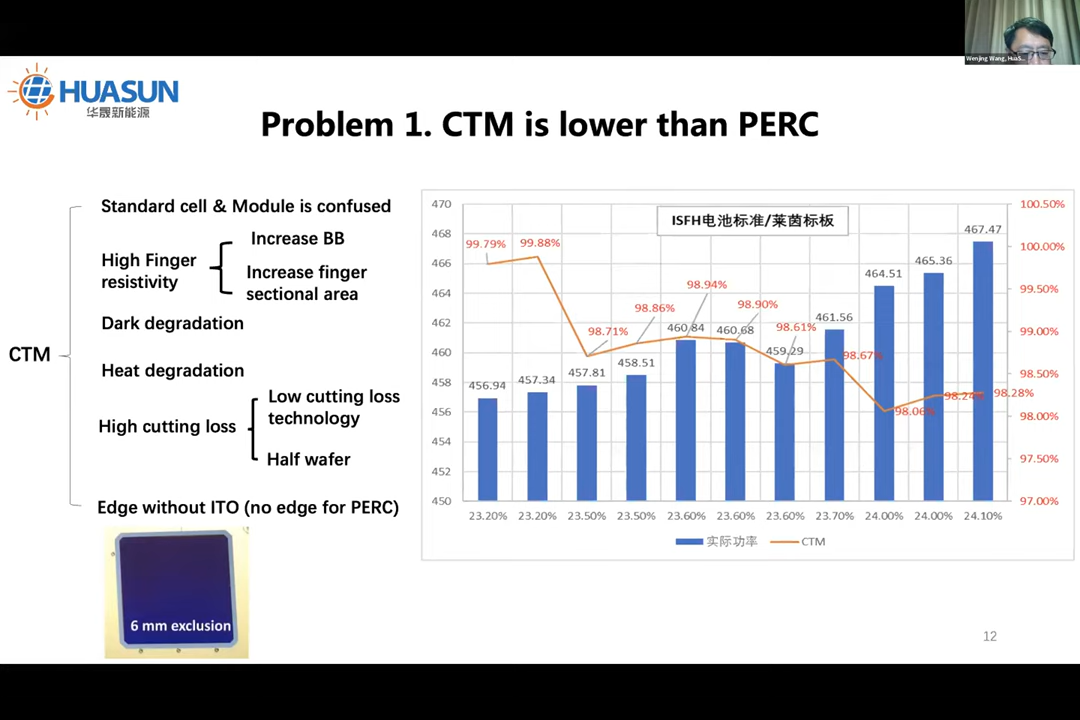 Wenjing Wang, HuaS...
HUASUN
华晟新能源
Problem 1. CTM is lower than PERC
CTM
Standard cell & Module is confused
High Finger
resistivity
Increase BB
Increase finger
sectional area
Dark degradation
Heat degradation
High cutting loss
Low cutting loss
technology
Half wafer
Edge without ITO (no edge for PERC)
6 mm exclusion
ISFH电池标准/莱茵标板
470
468
466
464
462
460
458
456
454
452
450
100.50%
100.00%
99.50%
99.00%
98.50%
98.00%
97.50%
97.00%
99.79%
99.88%
98.71%
98.86%
98.94%
98.90%
98.61%
98.67%
98.06%
98.24%
98.28%
456.94
457.34
457.81
458.51
460.84
460.68
459.29
461.56
464.51
465.36
467.47
23.20% 23.20% 23.50% 23.50% 23.60% 23.60% 23.60% 23.70% 24.00% 24.00% 24.10%
实际功率 CTM
12